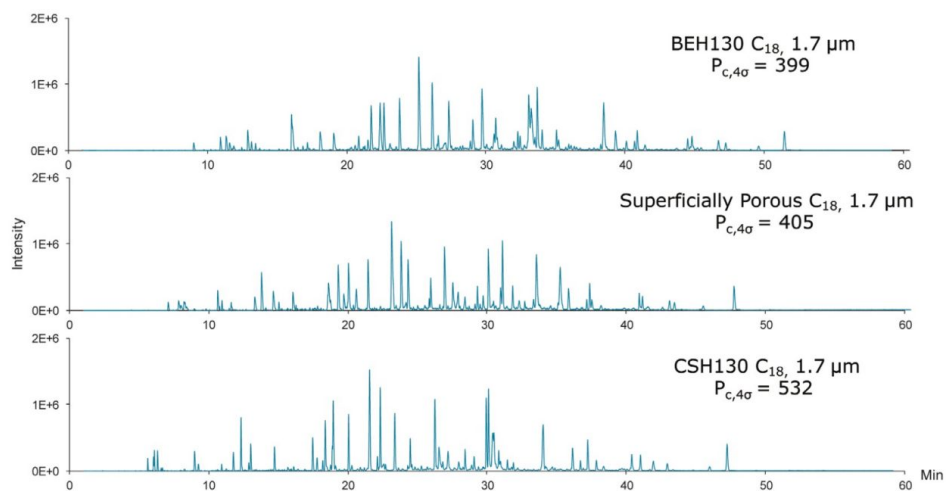 2E+6
BEH130 C18, 1.7 µm
Pc,4σ = 399
1E+6
0E+0
0 10 20 30 40 50 60
2E+6
Superficially Porous C18, 1.7 µm
Pc,4σ = 405
Intensity
1E+6
0E+0
0 10 20 30 40 50 60
2E+6
CSH130 C18, 1.7 µm
Pc,4σ = 532
1E+6
0E+0
0 10 20 30 40 50 60 Min